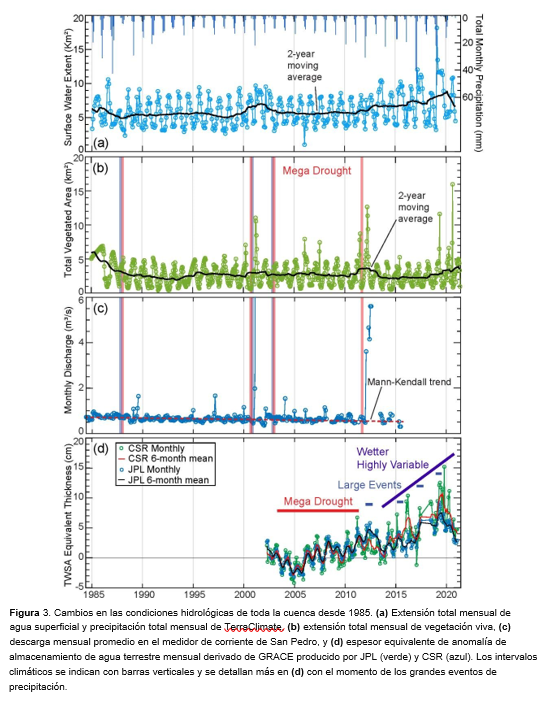 20
15
10
5
0
Surface Water Extent (Km²)
2-year
moving
average
(a)
0
20
40
60
Total Monthly Precipitation (mm)
20
15
10
5
0
Total Vegetated Area (km²)
(b)
Mega Drought
2-year
moving
average
6
4
2
0
Monthly Discharge (m³/s)
(c)
Mann-Kendall trend
20
15
10
5
0
-5
TWSA Equivalent Thickness (cm)
(d)
CSR Monthly
CSR 6-month mean
JPL Monthly
JPL 6-month mean
Wetter
Highly Variable
Large Events
Mega Drought
1985 1990 1995 2000 2005 2010 2015 2020
Figura 3. Cambios en las condiciones hidrológicas de toda la cuenca desde 1985. (a) Extensión total mensual de
agua superficial y precipitación total mensual de TerraClimate, (b) extensión total mensual de vegetación viva, (c)
descarga mensual promedio en el medidor de corriente de San Pedro, y (d) espesor equivalente de anomalía de
almacenamiento de agua terrestre mensual derivado de GRACE producido por JPL (verde) y CSR (azul). Los intervalos
climáticos se indican con barras verticales y se detallan más en (d) con el momento de los grandes eventos de
precipitación.